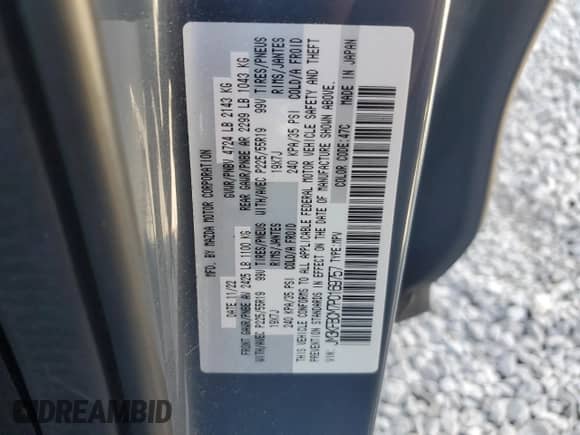 MFD. BY MAZDA MOTOR CORPORATION
DATE:11/22 GVWR/PNBV 4724 LB 2143 KG
FRONT GAWR/PNBE AV 2425 LB 1100 KG REAR GAWR/PNBE AR 2299 LB 1043 KG
WITH/AVEC P225/55R19 99V TIRES/PNEUS WITH/AVEC P225/55R19 99V TIRES/PNEUS
19X7J RIMS/JANTES 19X7J RIMS/JANTES
240 KPA/35 PSI COLD/A FROID 240 KPA/35 PSI COLD/A FROID
THIS VEHICLE CONFORMS TO ALL APPLICABLE FEDERAL MOTOR VEHICLE SAFETY AND THEFT
PREVENTION STANDARDS IN EFFECT ON THE DATE OF MANUFACTURE SHOWN ABOVE.
COLOR CODE:47C
VIN: JM3KFBCM7P0169757 TYPE:MPV
MADE IN JAPAN
IDREAMBID